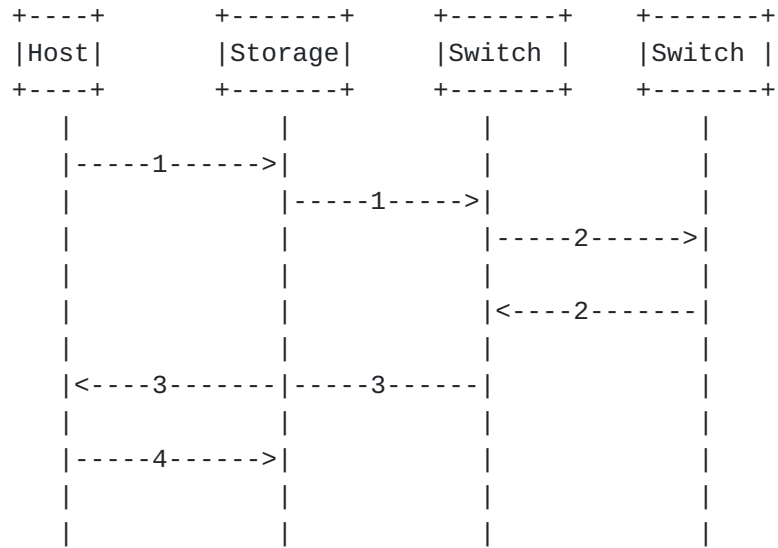 +----+ +-------+ +-------+ +-------+
|Host| |Storage| |Switch | |Switch |
+----+ +-------+ +-------+ +-------+
| | | |
|-----1------>| | |
| |-----1----->| |
| | |-----2------>|
| | | |
| | |<----2-------|
| | | |
|<----3-------|-----3------| |
| | | |
|-----4------>| | |
| | | |
| | | |